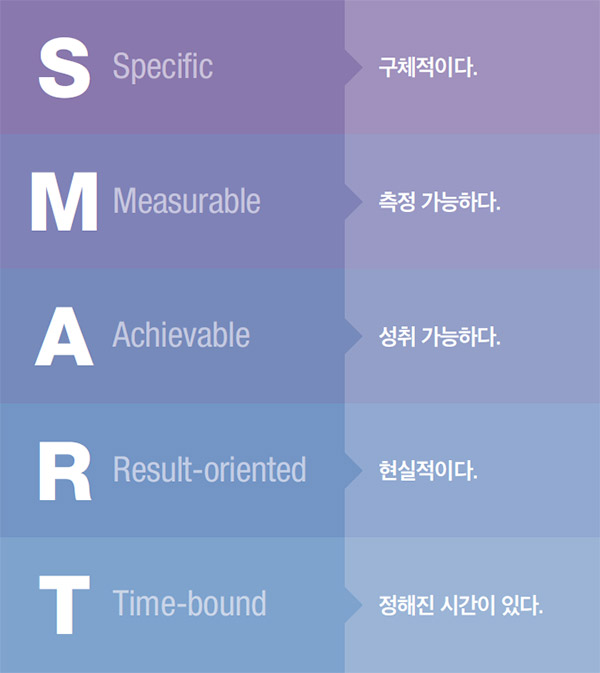 S Specific 구체적이다.
M Measurable 측정 가능하다.
A Achievable 성취 가능하다.
R Result-oriented 현실적이다.
T Time-bound 정해진 시간이 있다.